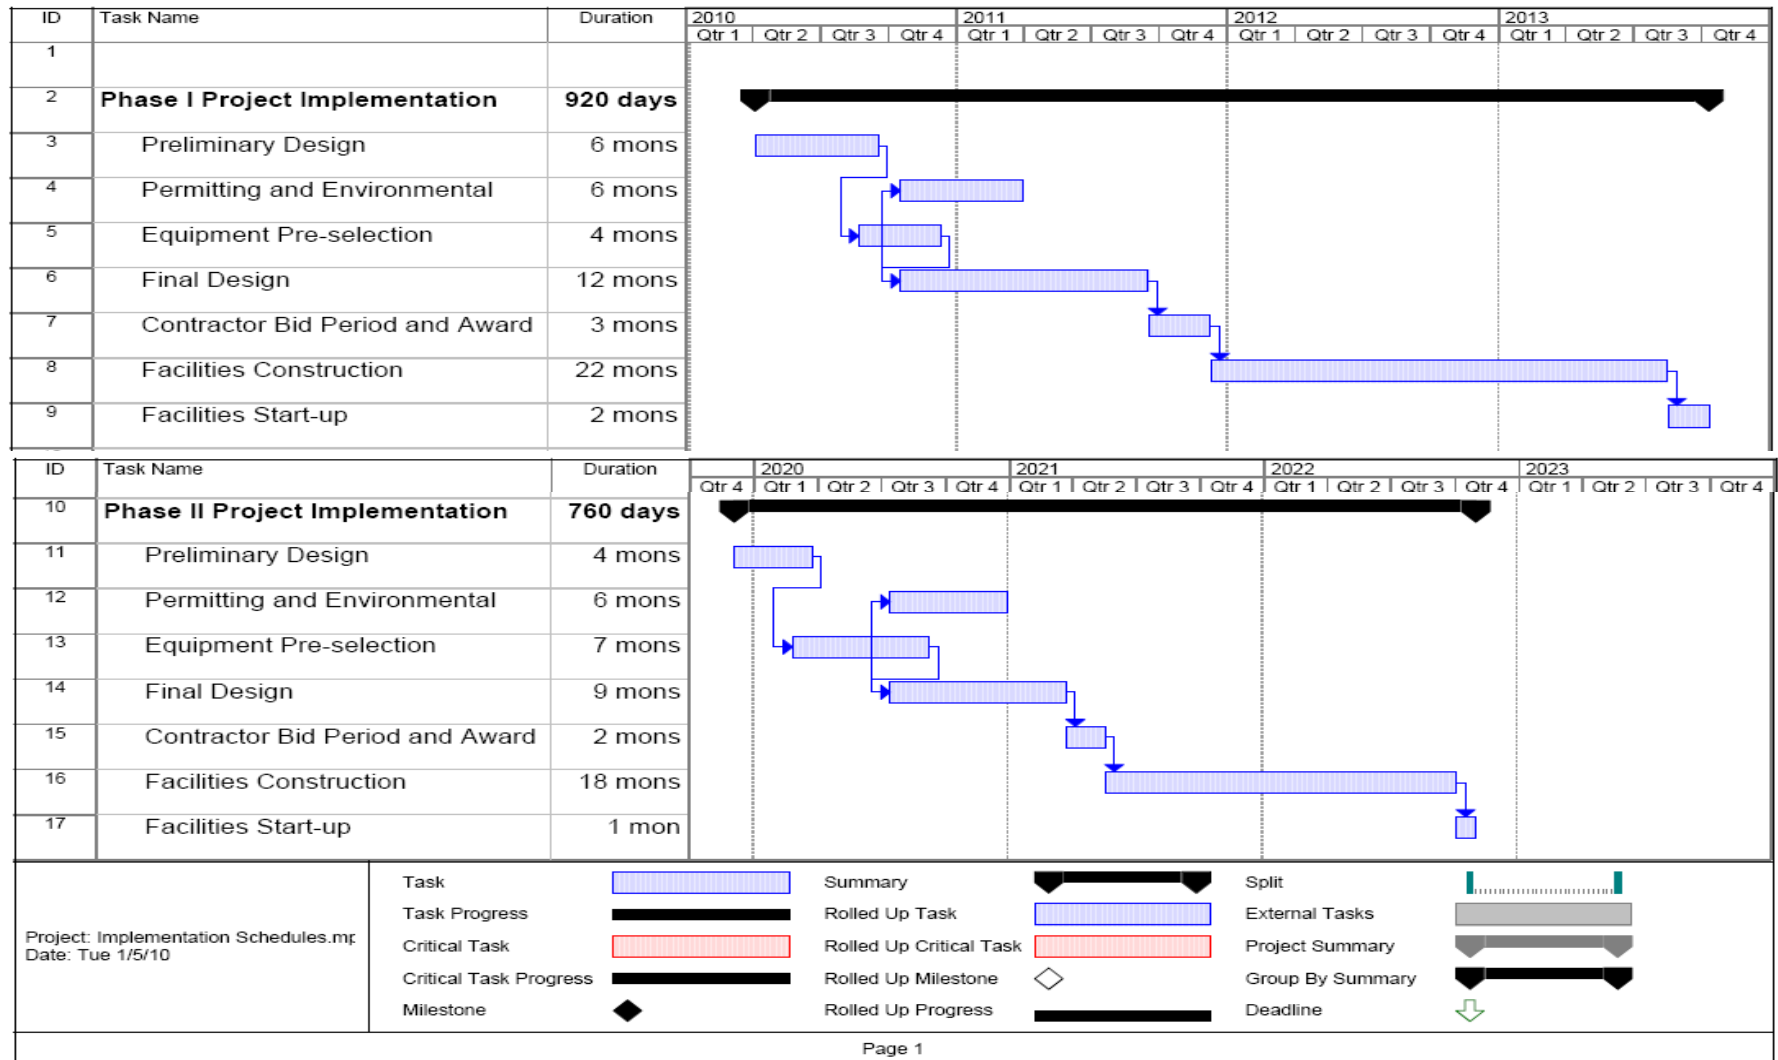 ID Task Name Duration 2010 2011 2012 2013
Qtr 1 Qtr 2 Qtr 3 Qtr 4 Qtr 1 Qtr 2 Qtr 3 Qtr 4 Qtr 1 Qtr 2 Qtr 3 Qtr 4 Qtr 1 Qtr 2 Qtr 3 Qtr 4
1
2 Phase I Project Implementation 920 days
3 Preliminary Design 6 mons
4 Permitting and Environmental 6 mons
5 Equipment Pre-selection 4 mons
6 Final Design 12 mons
7 Contractor Bid Period and Award 3 mons
8 Facilities Construction 22 mons
9 Facilities Start-up 2 mons
ID Task Name Duration 2020 2021 2022 2023
Qtr 4 Qtr 1 Qtr 2 Qtr 3 Qtr 4 Qtr 1 Qtr 2 Qtr 3 Qtr 4 Qtr 1 Qtr 2 Qtr 3 Qtr 4 Qtr 1 Qtr 2 Qtr 3 Qtr 4
10 Phase II Project Implementation 760 days
11 Preliminary Design 4 mons
12 Permitting and Environmental 6 mons
13 Equipment Pre-selection 7 mons
14 Final Design 9 mons
15 Contractor Bid Period and Award 2 mons
16 Facilities Construction 18 mons
17 Facilities Start-up 1 mon
Project: Implementation Schedules.mp
Date: Tue 1/5/10
Task Summary Split
Task Progress Rolled Up Task External Tasks
Critical Task Rolled Up Critical Task Project Summary
Critical Task Progress Rolled Up Milestone Group By Summary
Milestone Rolled Up Progress Deadline
Page 1